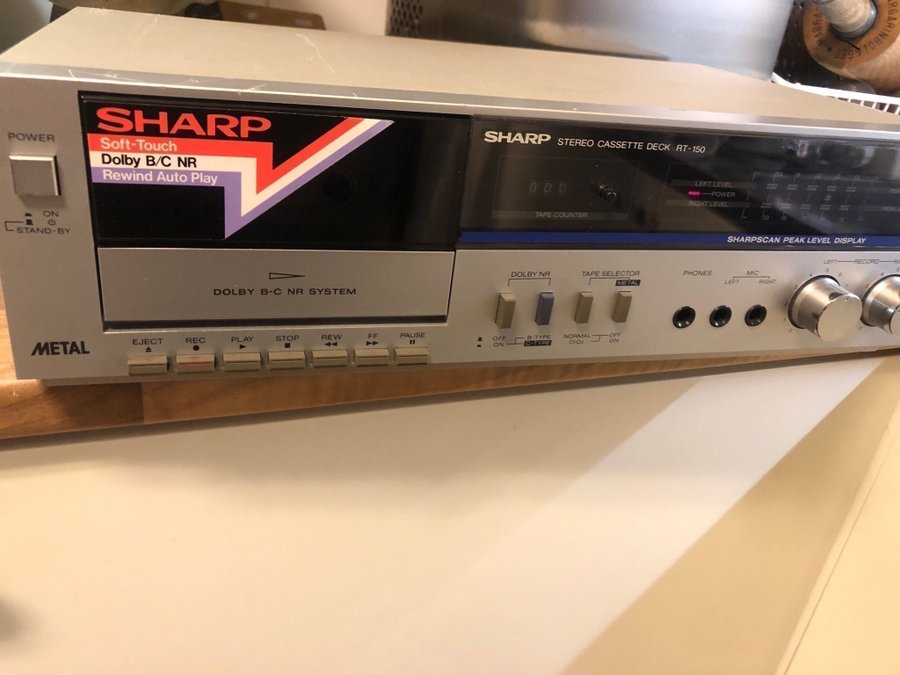 POWER
ON
STAND-BY
METAL
SHARP
Soft-Touch
Dolby B/C NR
Rewind Auto Play
DOLBY B-C NR SYSTEM
EJECT
REC
PLAY
STOP
REW
FF
PAUSE
SHARP STEREO CASSETTE DECK RT-150
000
TAPE COUNTER
LEFT LEVEL
POWER
RIGHT LEVEL
SHARPSCAN PEAK LEVEL DISPLAY
DOLBY NR
OFF
ON
B-TYPE
C-TYPE
TAPE SELECTOR
METAL
NORMAL
CrO2
OFF
ON
PHONES
MIC
LEFT
RIGHT
LEFT
RECORD